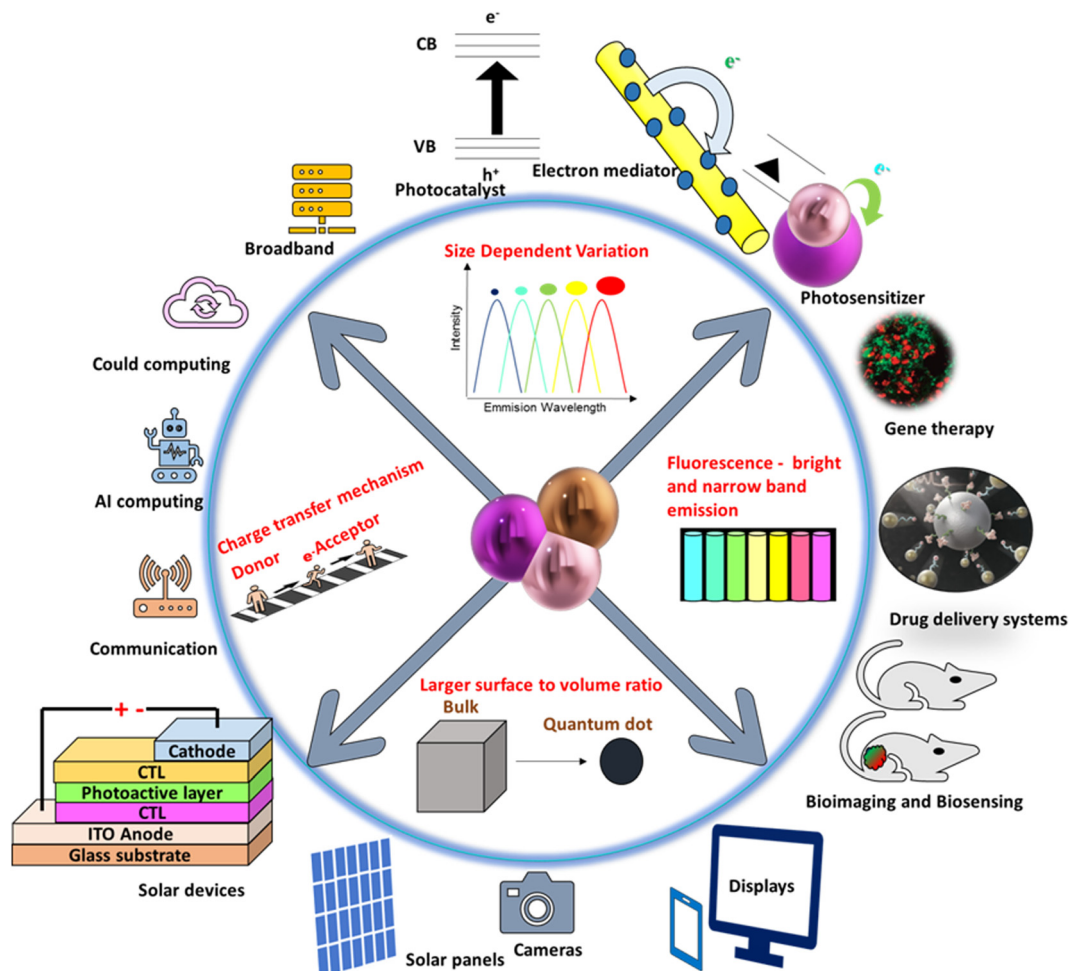 e-
CB
VB
h+
Photocatalyst
e-
Electron mediator
e-
Photosensitizer
Broadband
Could computing
AI computing
Communication
Size Dependent Variation
Intensity
Emmision Wavelength
Gene therapy
Fluorescence - bright
and narrow band
emission
Charge transfer mechanism
Donor
e-
Acceptor
Drug delivery systems
Larger surface to volume ratio
Bulk
Quantum dot
Bioimaging and Biosensing
+ -
Cathode
CTL
Photoactive layer
CTL
ITO Anode
Glass substrate
Solar devices
Solar panels
Cameras
Displays